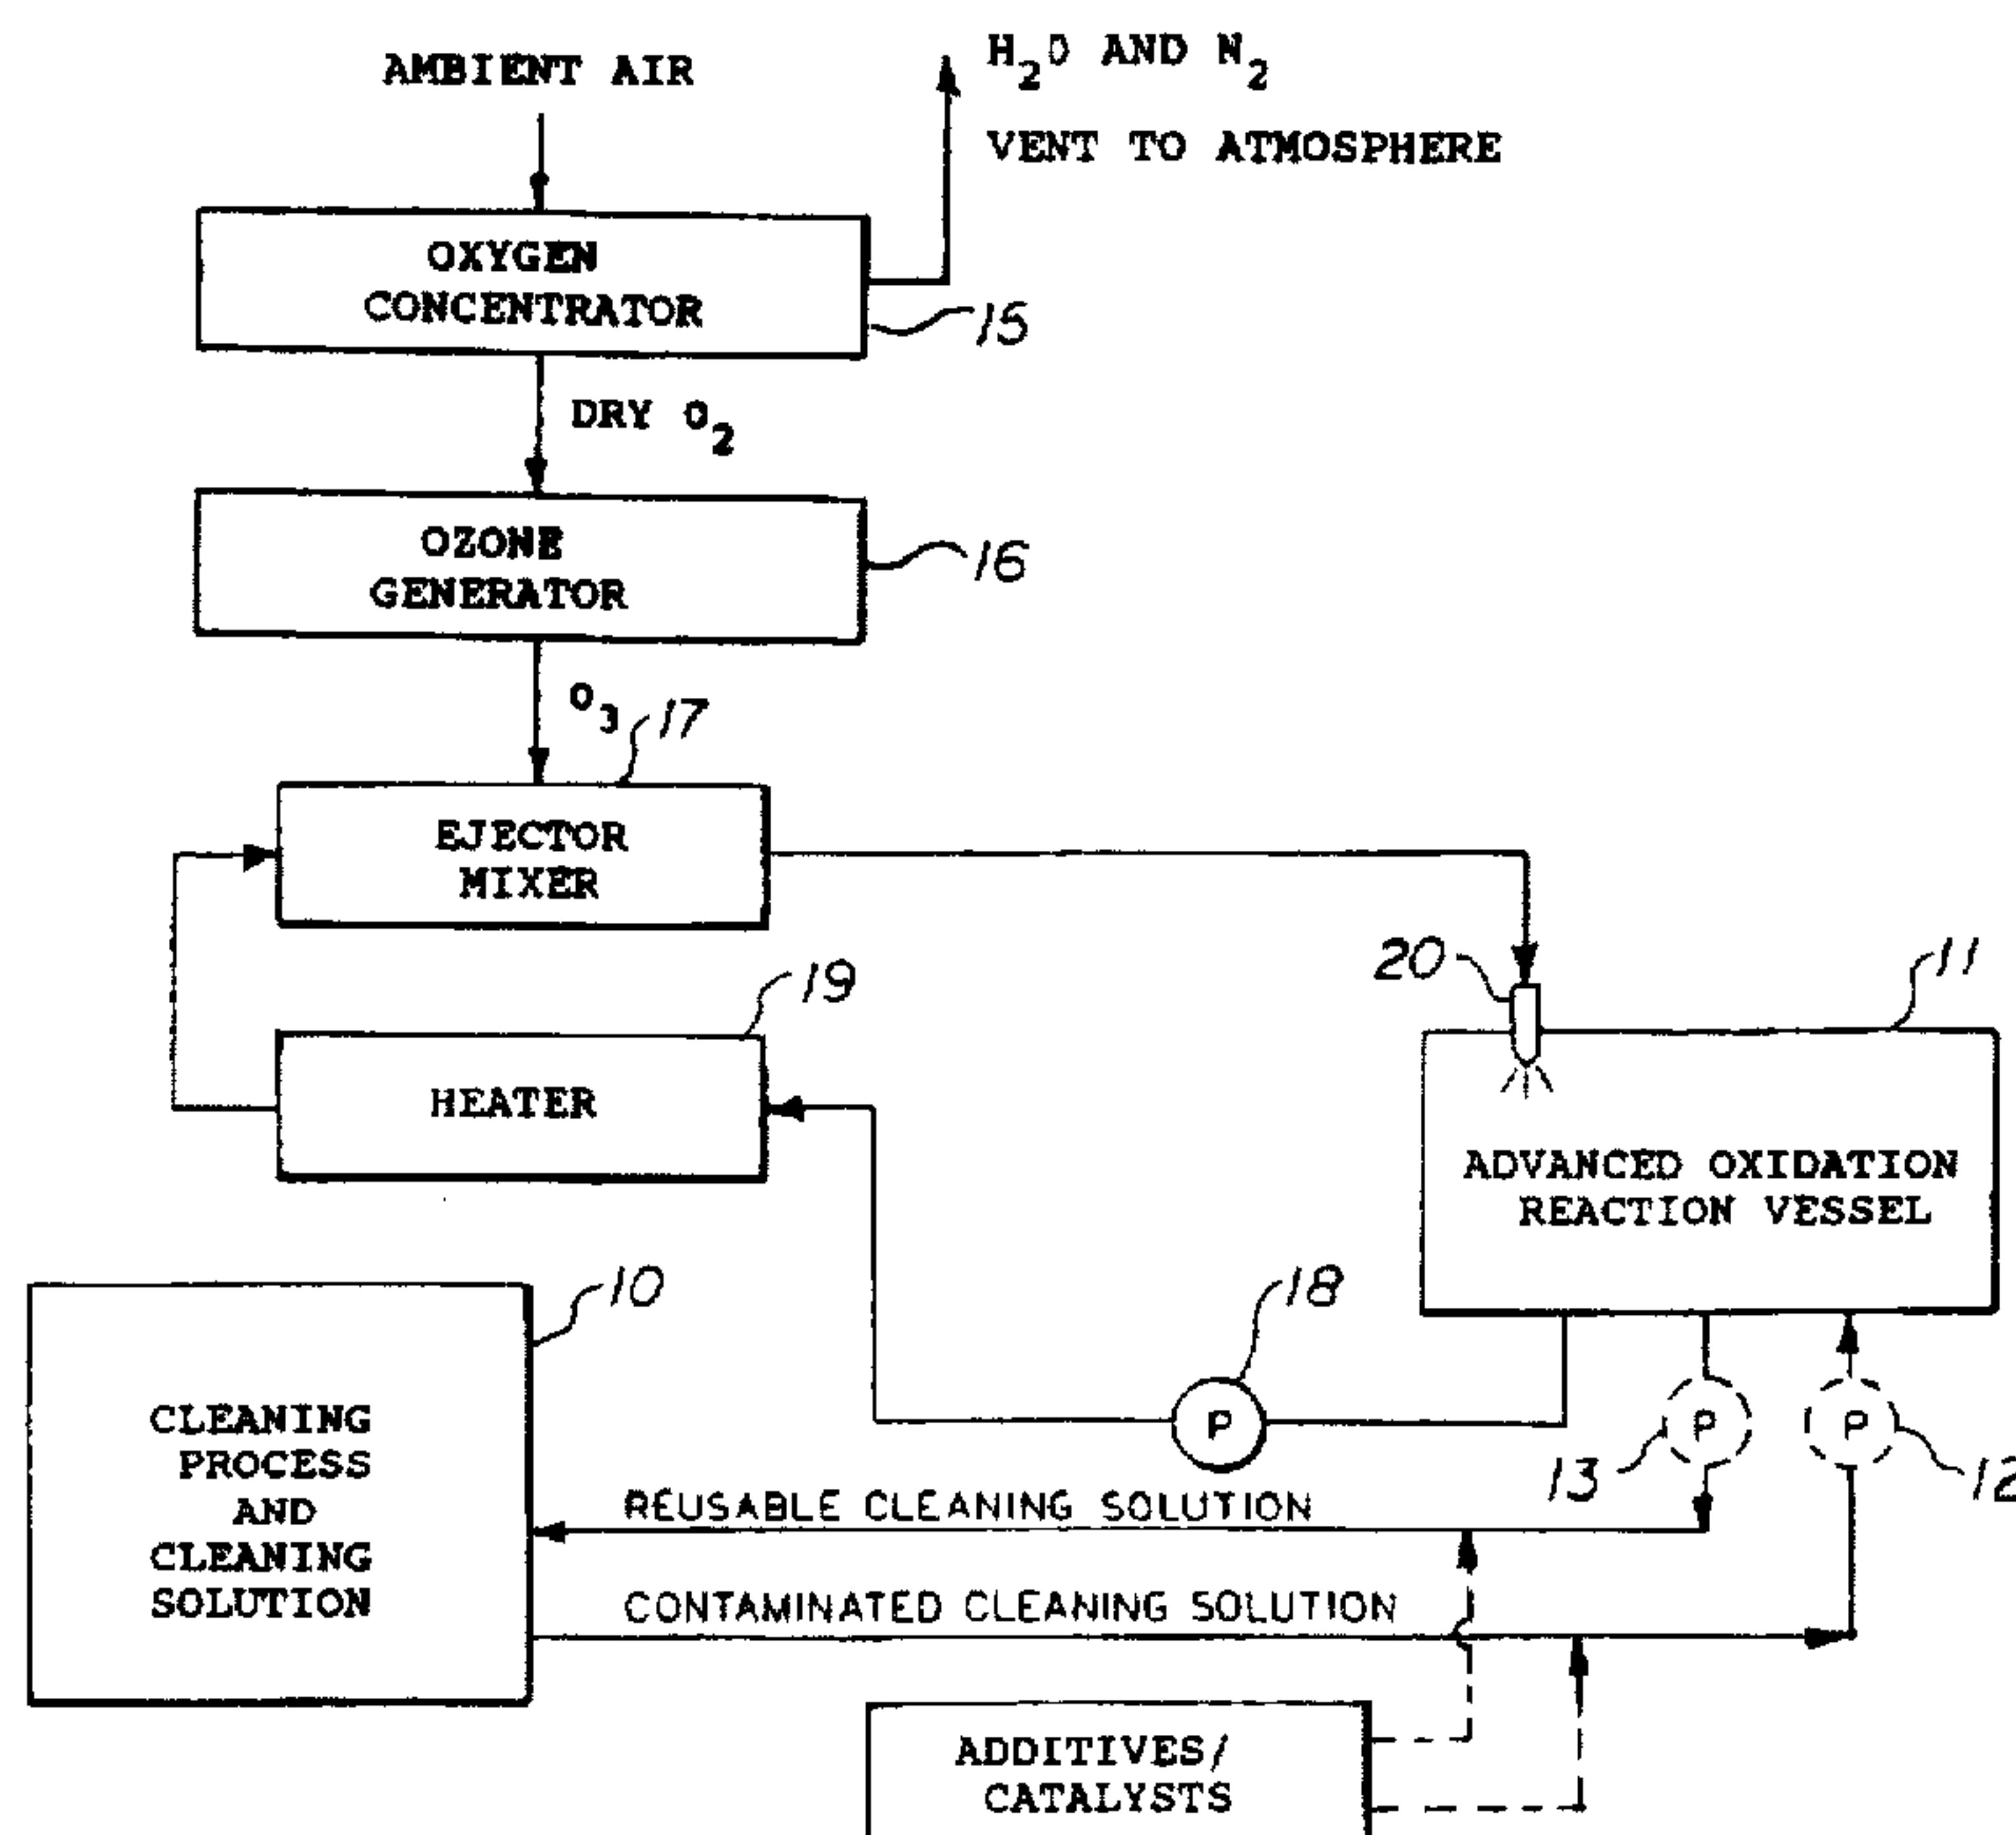 AMBIENT AIR
H2O AND N2
VENT TO ATMOSPHERE
OXYGEN
CONCENTRATOR
15
DRY O2
OZONE
GENERATOR
16
O3
17
EJECTOR
MIXER
19
HEATER
20
11
ADVANCED OXIDATION
REACTION VESSEL
10
18
P
P
P
13
12
CLEANING
PROCESS
AND
CLEANING
SOLUTION
REUSABLE CLEANING SOLUTION
CONTAMINATED CLEANING SOLUTION
ADDITIVES/
CATALYSTS